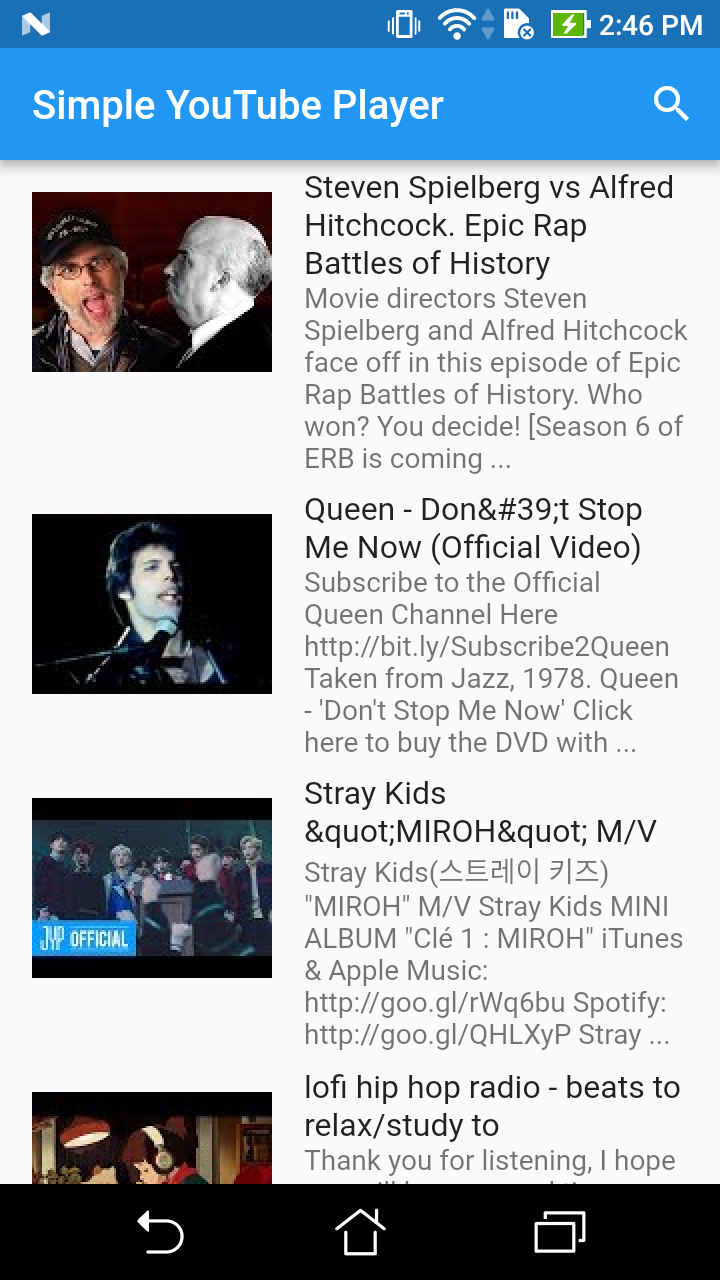 2:46 PM
Simple YouTube Player
Steven Spielberg vs Alfred
Hitchcock. Epic Rap
Battles of History
Movie directors Steven
Spielberg and Alfred Hitchcock
face off in this episode of Epic
Rap Battles of History. Who
won? You decide! [Season 6 of
ERB is coming ...
Queen - Don&#39;t Stop
Me Now (Official Video)
Subscribe to the Official
Queen Channel Here
http://bit.ly/Subscribe2Queen
Taken from Jazz, 1978. Queen
- 'Don't Stop Me Now' Click
here to buy the DVD with ...
JYP OFFICIAL
Stray Kids
&quot;MIROH&quot; M/V
Stray Kids(스트레이 키즈)
"MIROH" M/V Stray Kids MINI
ALBUM "Clé 1 : MIROH" iTunes
& Apple Music:
http://goo.gl/rWq6bu Spotify:
http://goo.gl/QHLXyP Stray ...
lofi hip hop radio - beats to
relax/study to
Thank you for listening, I hope